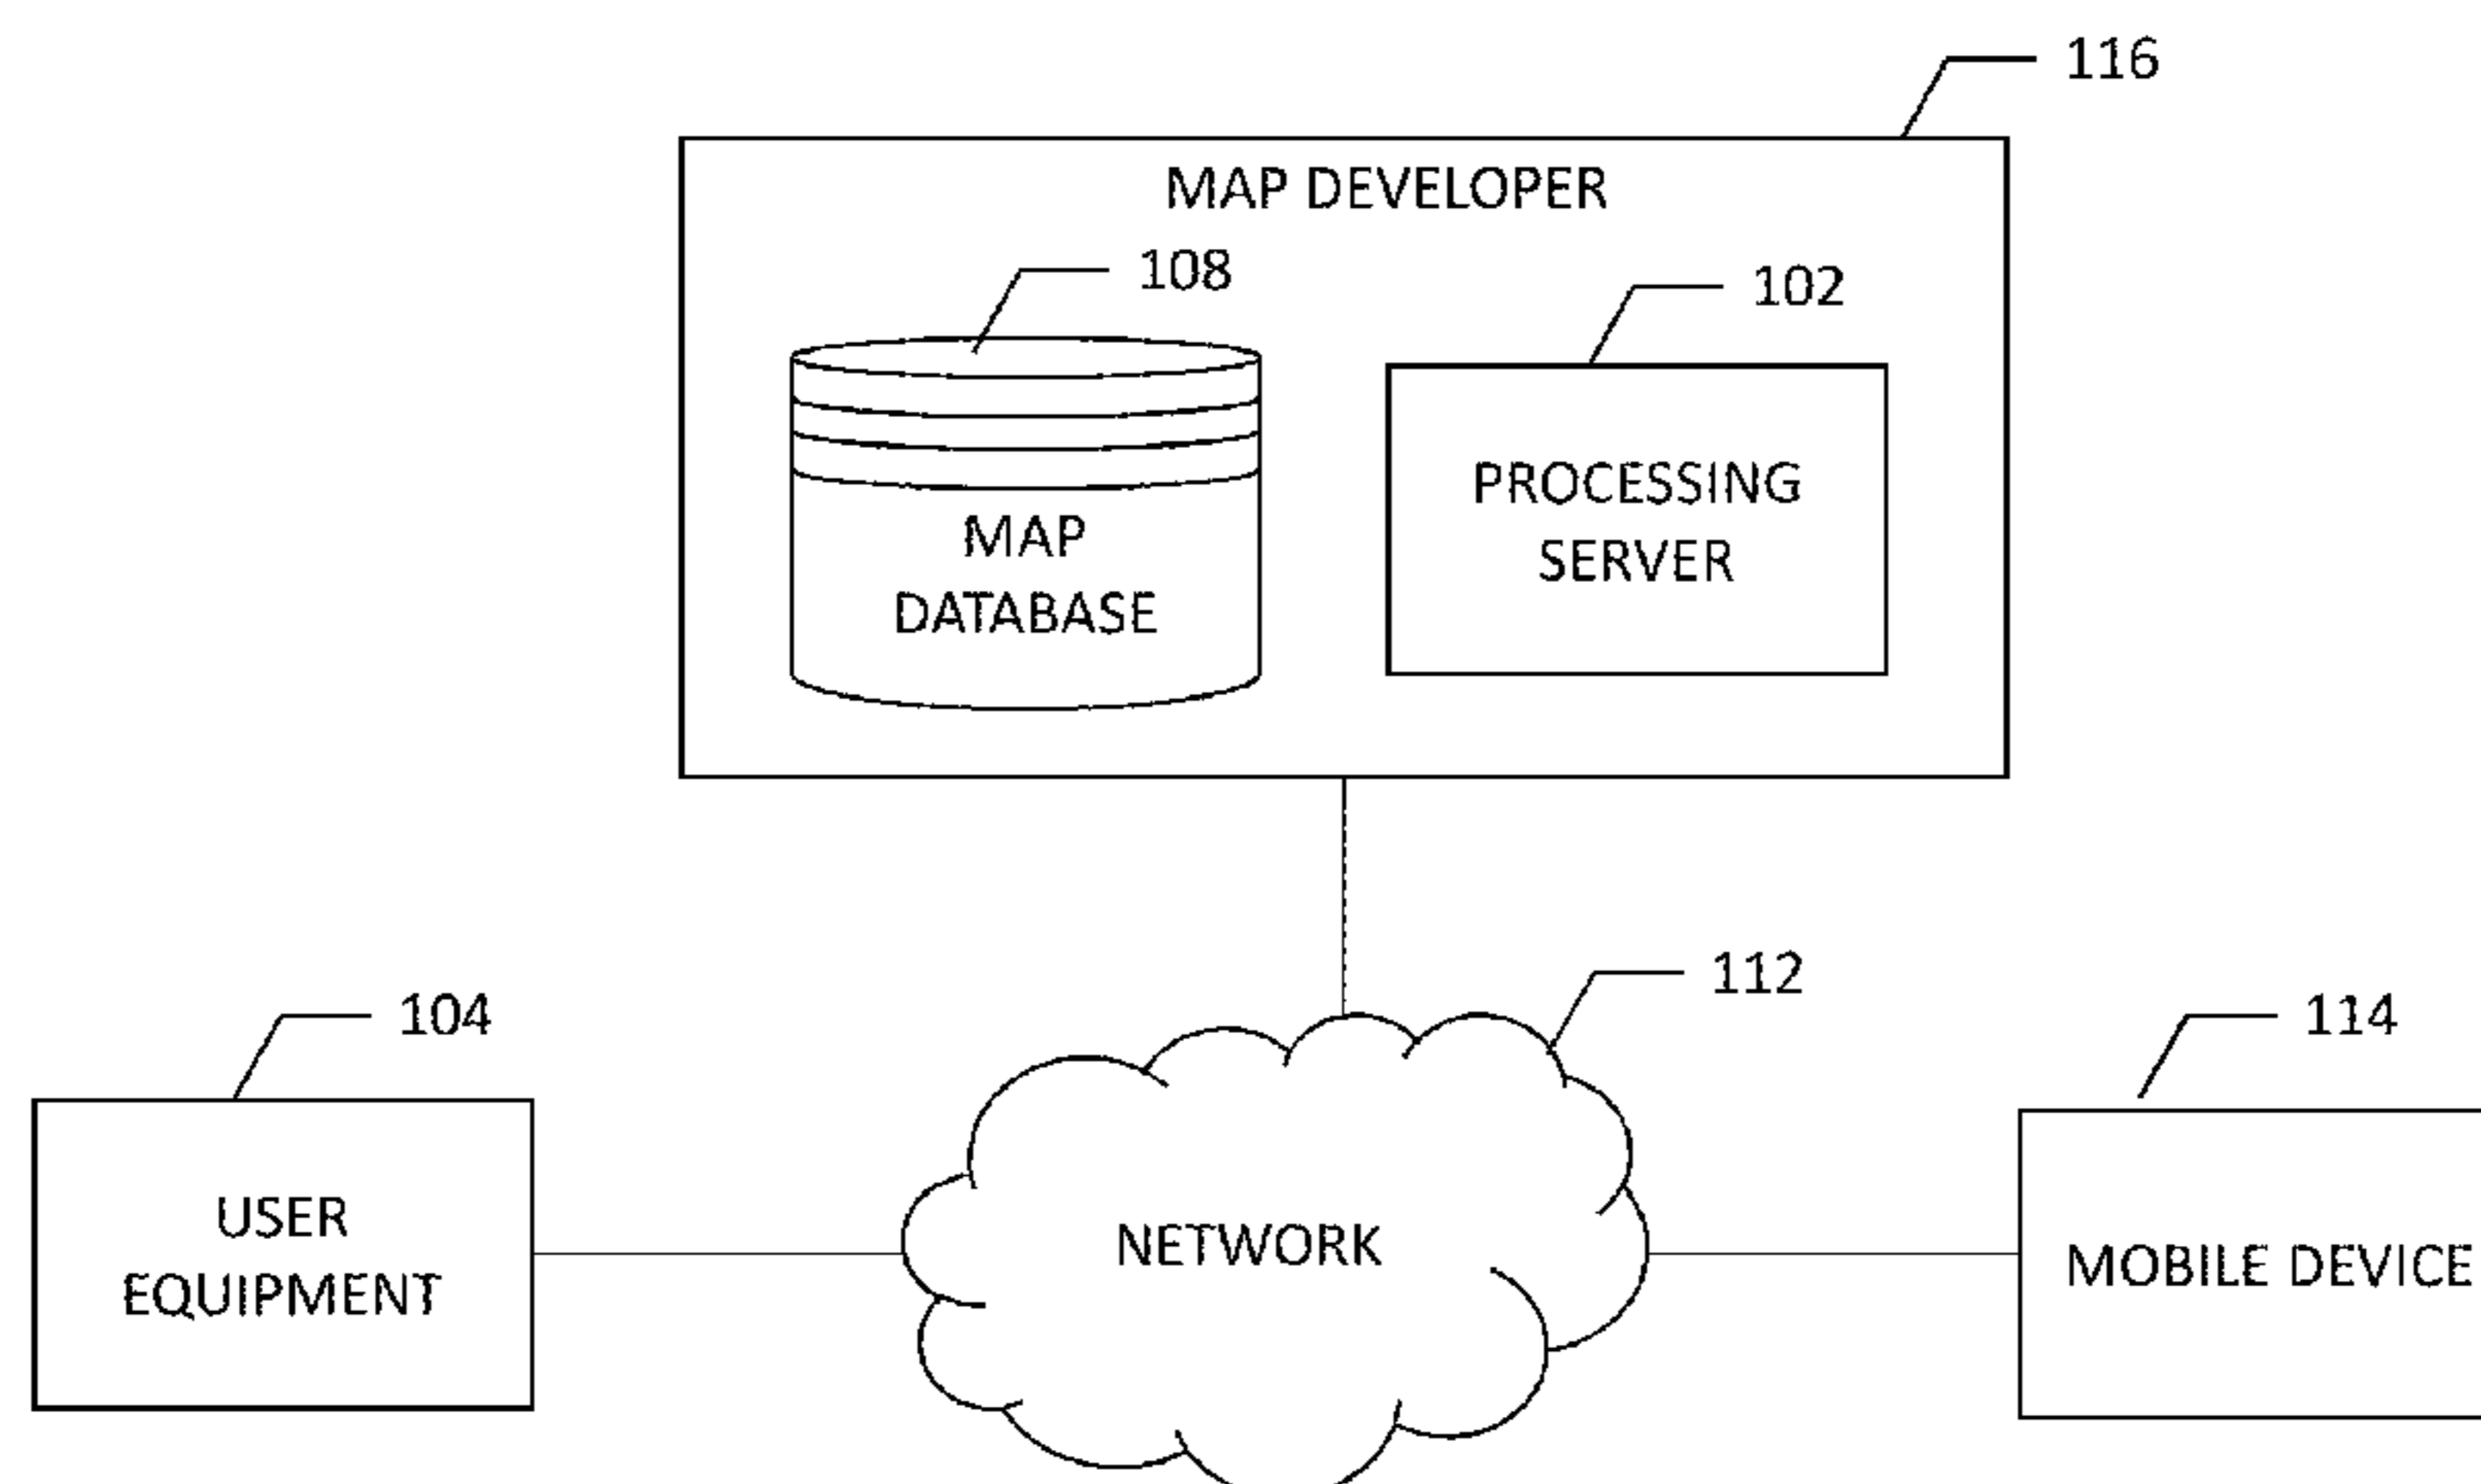 116
MAP DEVELOPER
108
102
MAP
DATABASE
PROCESSING
SERVER
112
104
114
USER
EQUIPMENT
NETWORK
MOBILE DEVICE